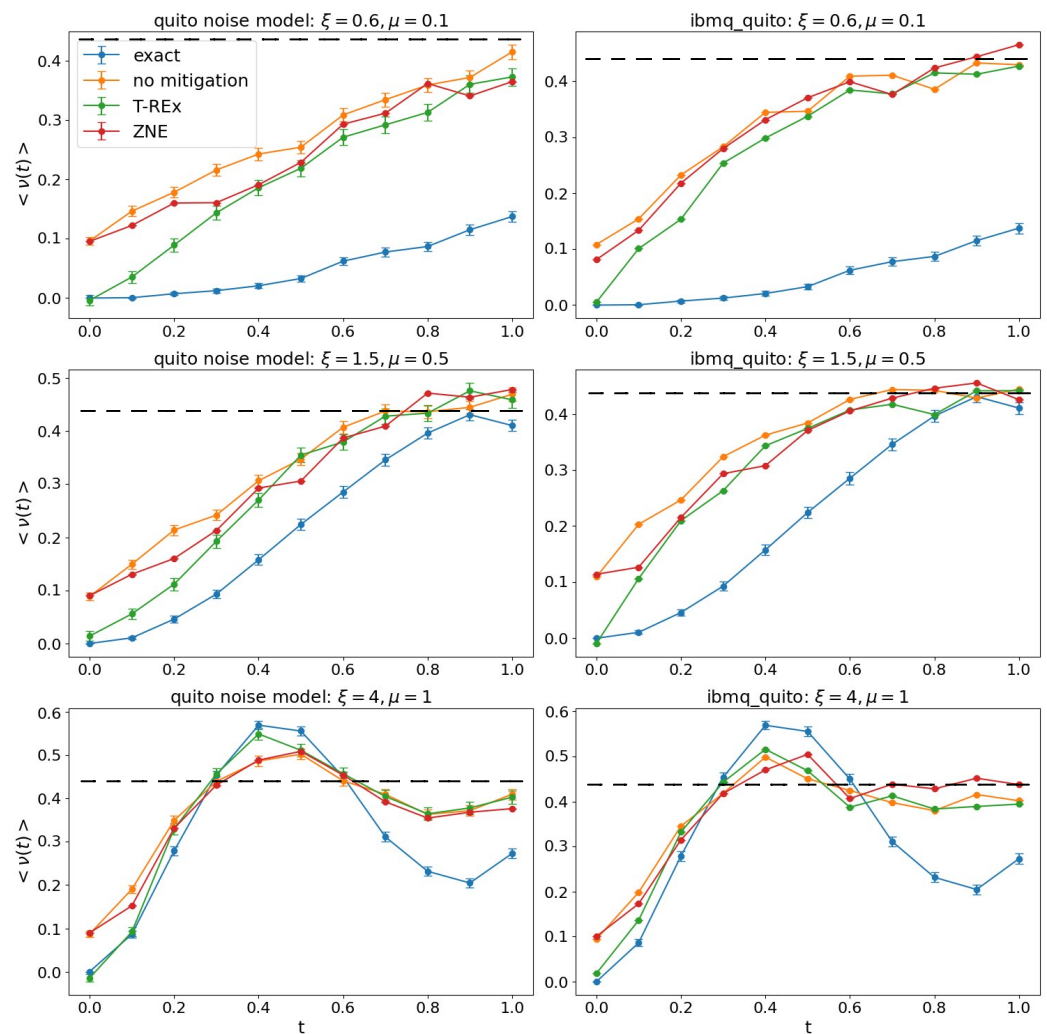 quito noise model: ξ = 0.6, μ = 0.1
ibmq_quito: ξ = 0.6, μ = 0.1
exact
no mitigation
T-REx
ZNE
< ν(t) >
0.4
0.3
0.2
0.1
0.0
0.0 0.2 0.4 0.6 0.8 1.0
0.4
0.3
0.2
0.1
0.0
0.0 0.2 0.4 0.6 0.8 1.0
quito noise model: ξ = 1.5, μ = 0.5
ibmq_quito: ξ = 1.5, μ = 0.5
< ν(t) >
0.5
0.4
0.3
0.2
0.1
0.0
0.0 0.2 0.4 0.6 0.8 1.0
0.4
0.3
0.2
0.1
0.0
0.0 0.2 0.4 0.6 0.8 1.0
quito noise model: ξ = 4, μ = 1
ibmq_quito: ξ = 4, μ = 1
< ν(t) >
0.6
0.5
0.4
0.3
0.2
0.1
0.0
0.0 0.2 0.4 0.6 0.8 1.0
t
0.6
0.5
0.4
0.3
0.2
0.1
0.0
0.0 0.2 0.4 0.6 0.8 1.0
t